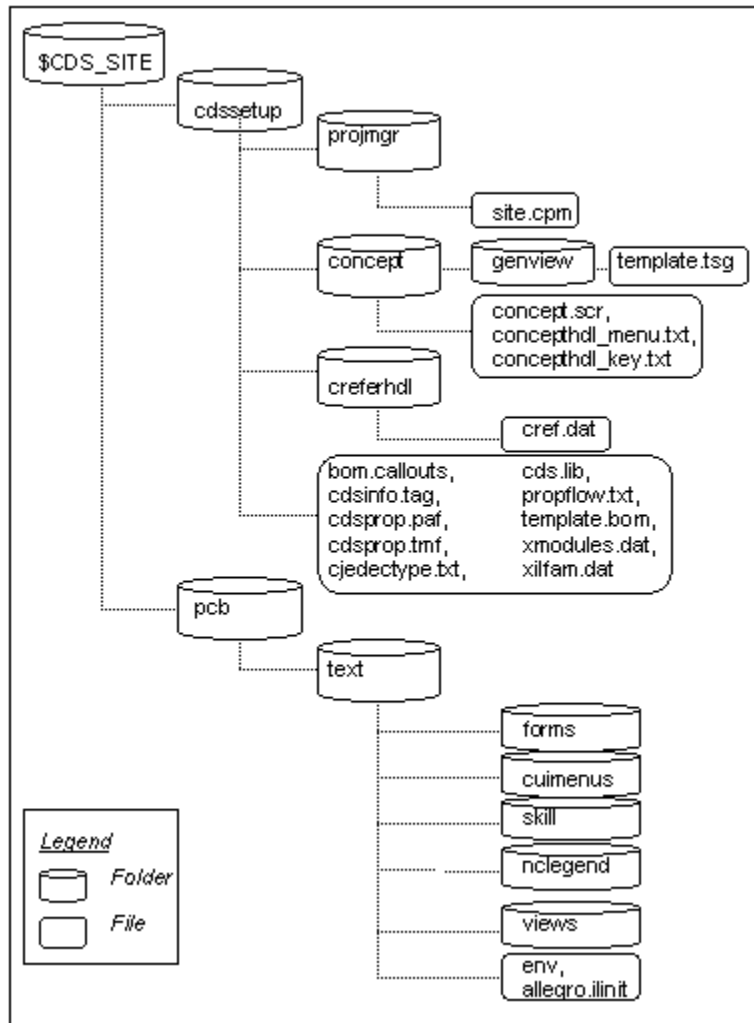 $CDS_SITE
cdssetup
projmgr
site.cpm
concept
genview
template.tsg
concept.scr,
concepthdl_menu.txt,
concepthdl_key.txt
creferhdl
cref.dat
bom.callouts, cds.lib,
cdsinfo.tag, propflow.txt,
cdsprop.paf, template.bom,
cdsprop.tmf, xmodules.dat,
cjedectype.txt, xilfam.dat
pcb
text
forms
cuimenus
skill
nclegend
views
env,
allegro.ilinit
Legend
Folder
File